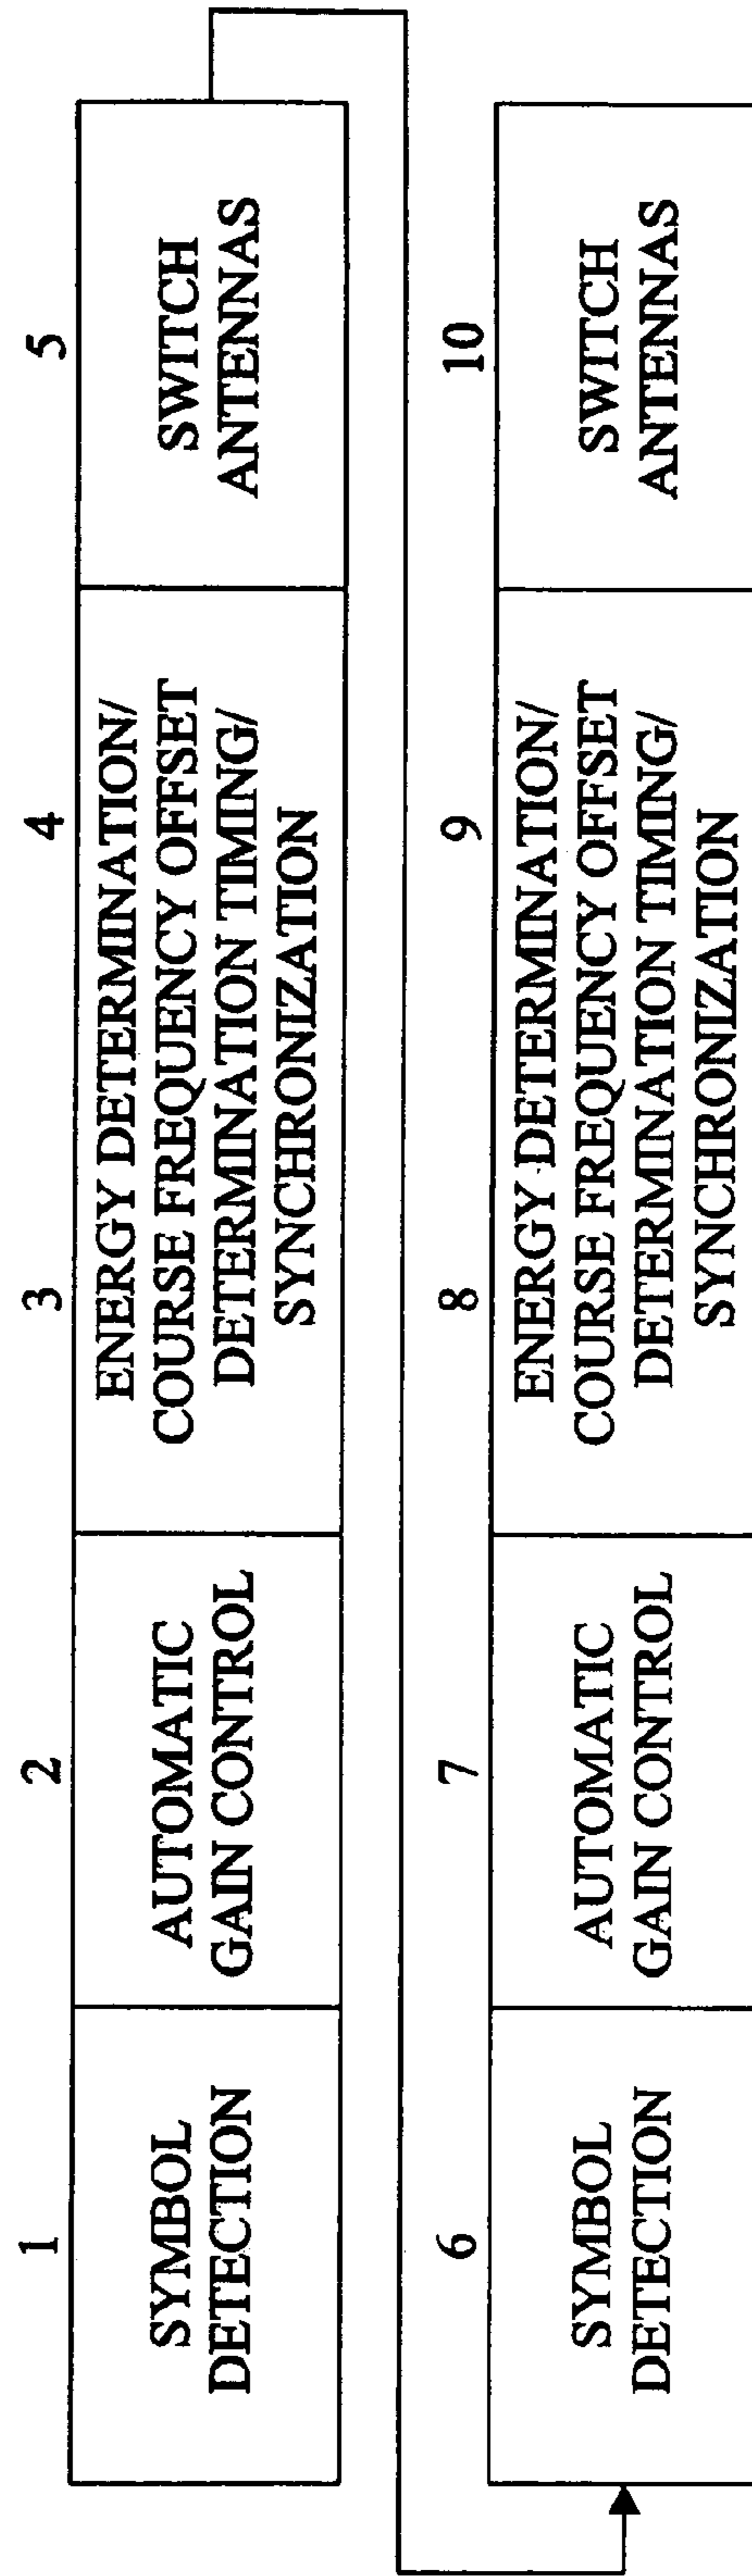 1 2 3 4 5
SYMBOL
DETECTION
AUTOMATIC
GAIN CONTROL
ENERGY DETERMINATION/
COURSE FREQUENCY OFFSET
DETERMINATION TIMING/
SYNCHRONIZATION
SWITCH
ANTENNAS
6 7 8 9 10
SYMBOL
DETECTION
AUTOMATIC
GAIN CONTROL
ENERGY DETERMINATION/
COURSE FREQUENCY OFFSET
DETERMINATION TIMING/
SYNCHRONIZATION
SWITCH
ANTENNAS